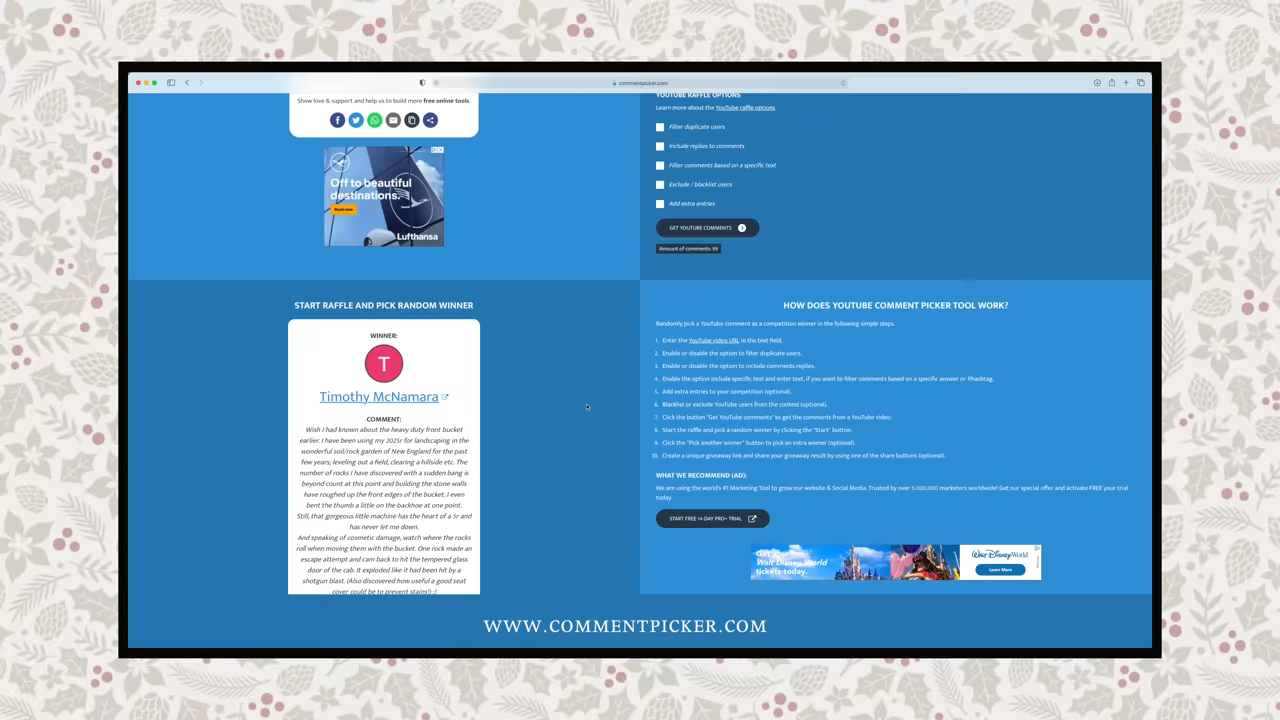 commentpicker.com
Show love & support and help us to build more free online tools.
Off to beautiful
destinations.
Book now
Lufthansa
YOUTUBE RAFFLE OPTIONS
Learn more about the YouTube raffle options.
Filter duplicate users
Include replies to comments
Filter comments based on a specific text
Exclude / blacklist users
Add extra entries
GET YOUTUBE COMMENTS
Amount of comments: 99
START RAFFLE AND PICK RANDOM WINNER
WINNER:
T
Timothy McNamara
COMMENT:
Wish I had known about the heavy duty front bucket
earlier. I have been using my 2025r for landscaping in the
wonderful soil/rock garden of New England for the past
few years; leveling out a field, clearing a hillside etc. The
number of rocks I have discovered with a sudden bang is
beyond count at this point and building the stone walls
have roughed up the front edges of the bucket. I even
bent the thumb a little on the backhoe at one point.
Still, that gorgeous little machine has the heart of a 5r and
has never let me down.
And speaking of cosmetic damage, watch where the rocks
roll when moving them with the bucket. One rock made an
escape attempt and cam back to hit the tempered glass
door of the cab. It exploded like it had been hit by a
shotgun blast. (Also discovered how useful a good seat
cover could be to prevent stains!) :)
HOW DOES YOUTUBE COMMENT PICKER TOOL WORK?
Randomly pick a YouTube comment as a competition winner in the following simple steps.
1. Enter the YouTube video URL in the text field.
2. Enable or disable the option to filter duplicate users.
3. Enable or disable the option to include comments replies.
4. Enable the option include specific text and enter text, if you want to filter comments based on a specific answer or #hashtag.
5. Add extra entries to your competition (optional).
6. Blacklist or exclude YouTube users from the contest (optional).
7. Click the button "Get YouTube comments" to get the comments from a YouTube video.
8. Start the raffle and pick a random winner by clicking the "Start" button.
9. Click the "Pick another winner" button to pick an extra winner (optional).
10. Create a unique giveaway link and share your giveaway result by using one of the share buttons (optional).
WHAT WE RECOMMEND (AD):
We are using the world's #1 Marketing Tool to grow our website & Social Media. Trusted by over 5.000.000 marketers worldwide! Get our special offer and activate FREE your trial
today.
START FREE 14-DAY PRO+ TRIAL
Get your
Walt Disney World
tickets today.
Walt Disney World
Learn More
WWW.COMMENTPICKER.COM